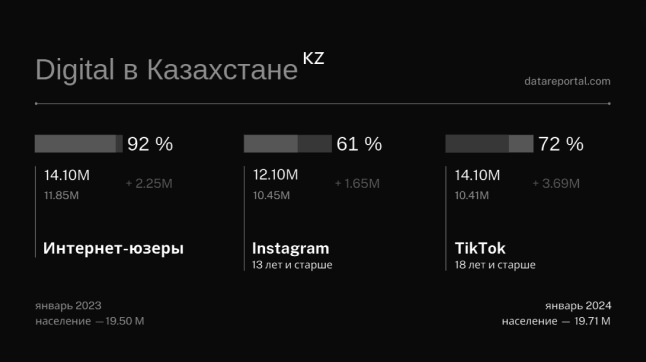 Digital в Казахстане KZ
datareportal.com
92 %
14.10M
11.85M
+ 2.25M
Интернет-юзеры
61 %
12.10M
10.45M
+ 1.65M
Instagram
13 лет и старше
72 %
14.10M
10.41M
+ 3.69M
TikTok
18 лет и старше
январь 2023
население — 19.50 M
январь 2024
население — 19.71 M